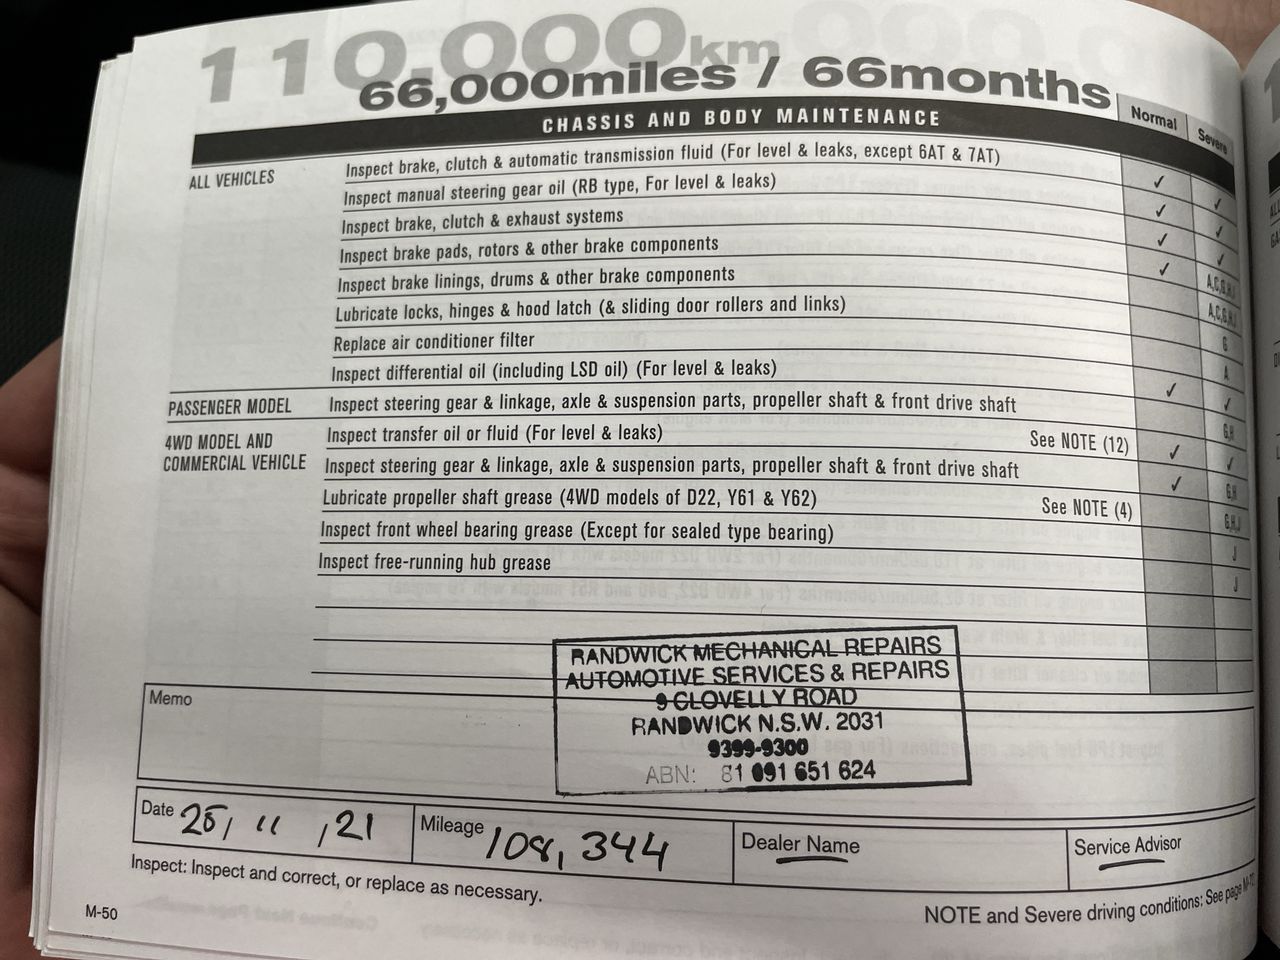 110,000km
66,000miles / 66months
CHASSIS AND BODY MAINTENANCE Normal Severe
ALL VEHICLES Inspect brake, clutch & automatic transmission fluid (For level & leaks, except 6AT & 7AT) ✓ ✓
Inspect manual steering gear oil (RB type, For level & leaks) ✓ ✓
Inspect brake, clutch & exhaust systems ✓ ✓
Inspect brake pads, rotors & other brake components ✓ A,C,G,H,J
Inspect brake linings, drums & other brake components A,C,G,H,J
Lubricate locks, hinges & hood latch (& sliding door rollers and links) G
Replace air conditioner filter A
Inspect differential oil (including LSD oil) (For level & leaks) ✓ ✓
PASSENGER MODEL Inspect steering gear & linkage, axle & suspension parts, propeller shaft & front drive shaft G,H
4WD MODEL AND COMMERCIAL VEHICLE Inspect transfer oil or fluid (For level & leaks) See NOTE (12) ✓ ✓
Inspect steering gear & linkage, axle & suspension parts, propeller shaft & front drive shaft ✓ G,H
Lubricate propeller shaft grease (4WD models of D22, Y61 & Y62) See NOTE (4) G,H,J
Inspect front wheel bearing grease (Except for sealed type bearing) J
Inspect free-running hub grease J
RANDWICK MECHANICAL REPAIRS
AUTOMOTIVE SERVICES & REPAIRS
9 CLOVELLY ROAD
RANDWICK N.S.W. 2031
9399-9300
ABN: 81 091 651 624
Memo
Date 25, 11, 21 Mileage 108,344 Dealer Name Service Advisor
Inspect: Inspect and correct, or replace as necessary.
NOTE and Severe driving conditions: See page
M-50